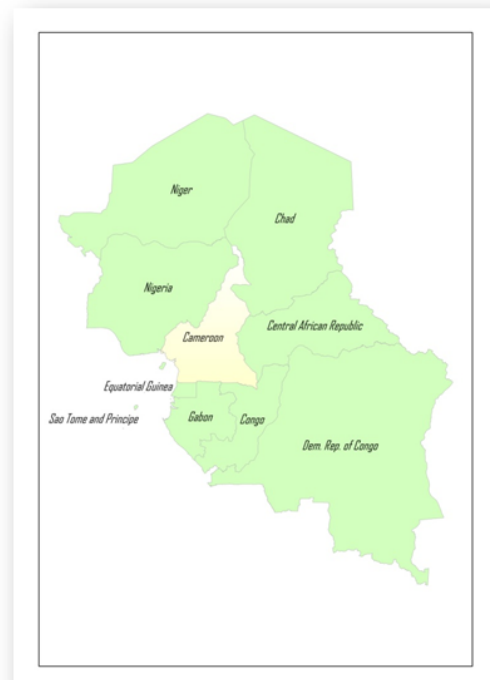 Niger
Chad
Nigeria
Central African Republic
Cameroon
Equatorial Guinea
Gabon
Sao Tome and Principe
Congo
Dem. Rep. of Congo